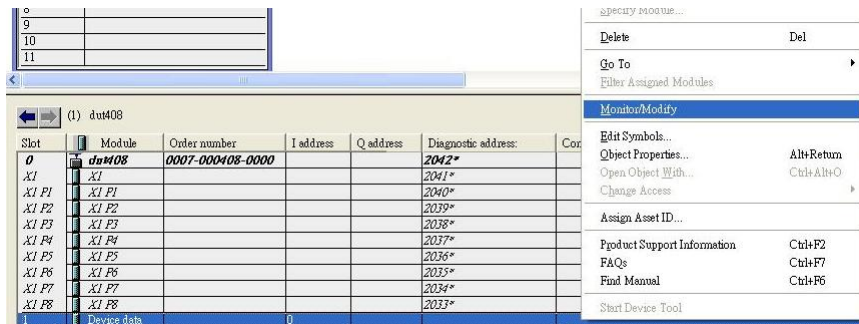 8
9
10
11
Specify Module...
Delete Del
Go To
Filter Assigned Modules
Monitor/Modify
Edit Symbols...
Object Properties... Alt+Return
Open Object With... Ctrl+Alt+O
Change Access
Assign Asset ID...
Product Support Information Ctrl+F2
FAQs Ctrl+F7
Find Manual Ctrl+F6
Start Device Tool
(1) dut408
Slot Module Order number I address Q address Diagnostic address: Com
0 dut408 0007-000408-0000 2042*
X1 X1 2041*
X1 P1 X1 P1 2040*
X1 P2 X1 P2 2039*
X1 P3 X1 P3 2038*
X1 P4 X1 P4 2037*
X1 P5 X1 P5 2036*
X1 P6 X1 P6 2035*
X1 P7 X1 P7 2034*
X1 P8 X1 P8 2033*
1 Device data 0